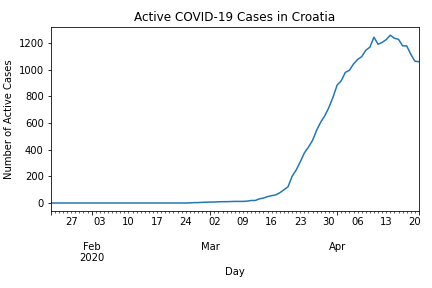 Active COVID-19 Cases in Croatia
Number of Active Cases
1200
1000
800
600
400
200
0
27 03 10 17 24 02 09 16 23 30 06 13 20
Feb Mar Apr
2020
Day